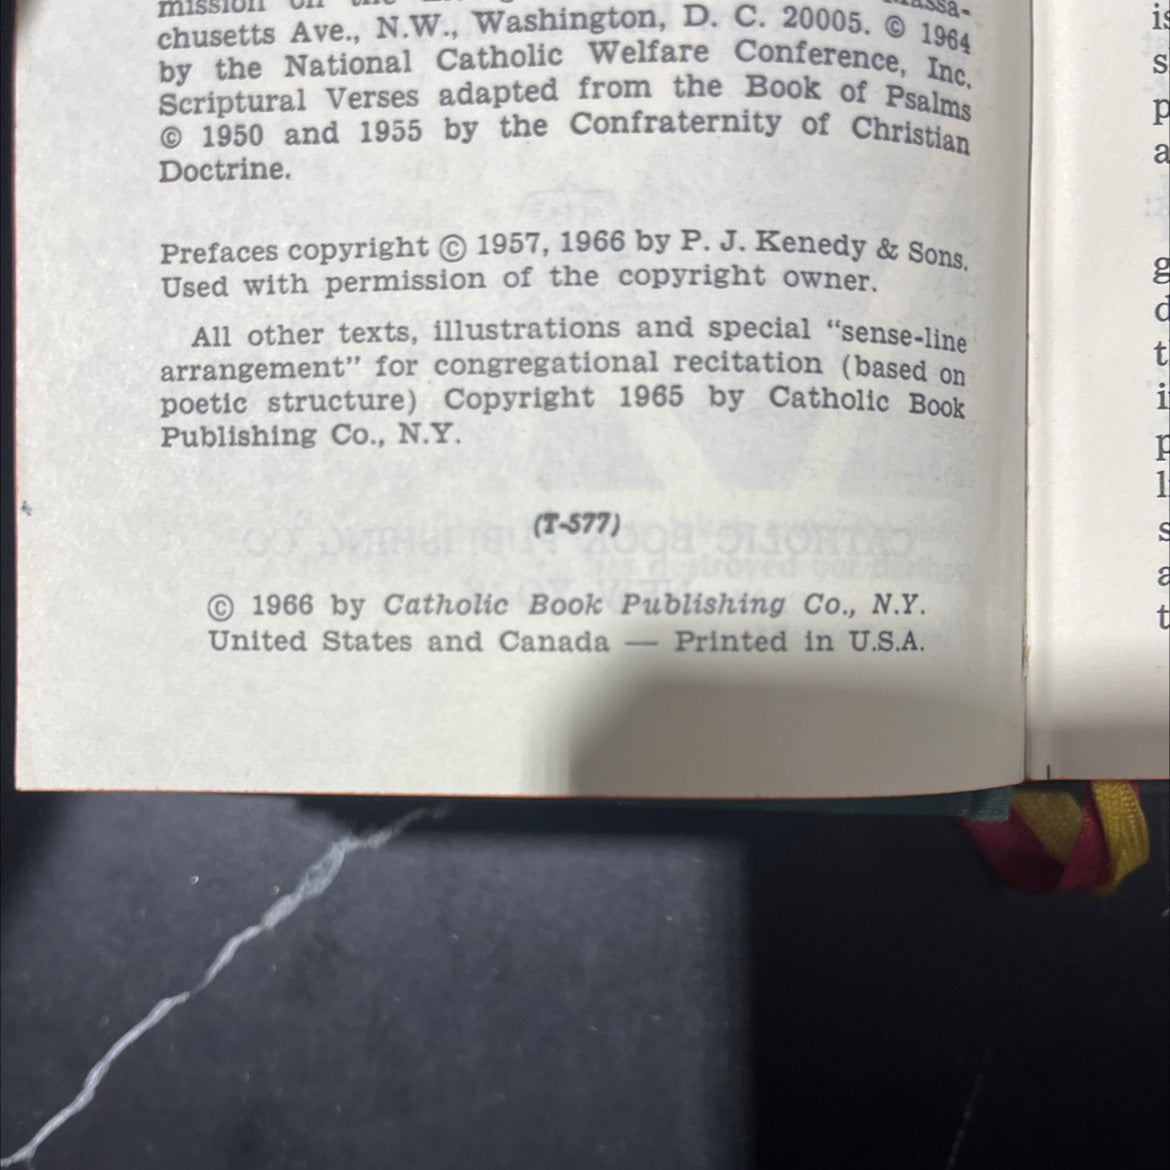 mission on the
chusetts Ave., N.W., Washington, D. C. 20005. © 1964
by the National Catholic Welfare Conference, Inc.
Scriptural Verses adapted from the Book of Psalms
© 1950 and 1955 by the Confraternity of Christian
Doctrine.
Prefaces copyright © 1957, 1966 by P. J. Kenedy & Sons.
Used with permission of the copyright owner.
All other texts, illustrations and special “sense-line
arrangement” for congregational recitation (based on
poetic structure) Copyright 1965 by Catholic Book
Publishing Co., N.Y.
(T-577)
© 1966 by Catholic Book Publishing Co., N.Y.
United States and Canada — Printed in U.S.A.